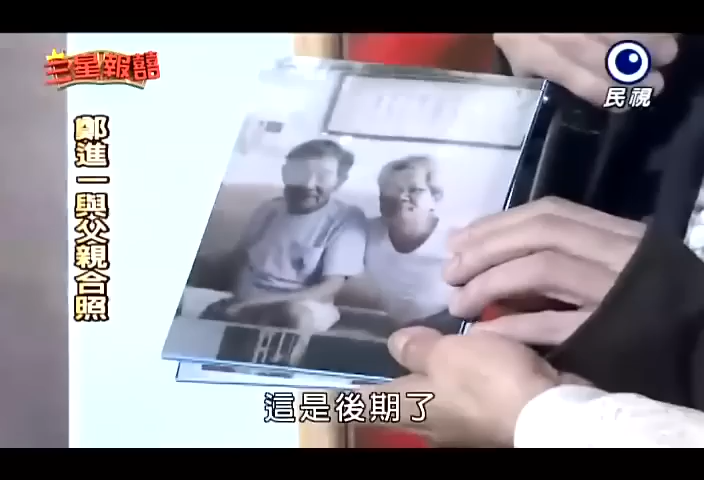 三星報囍
民視
鄭進一與父親合照
這是後期了